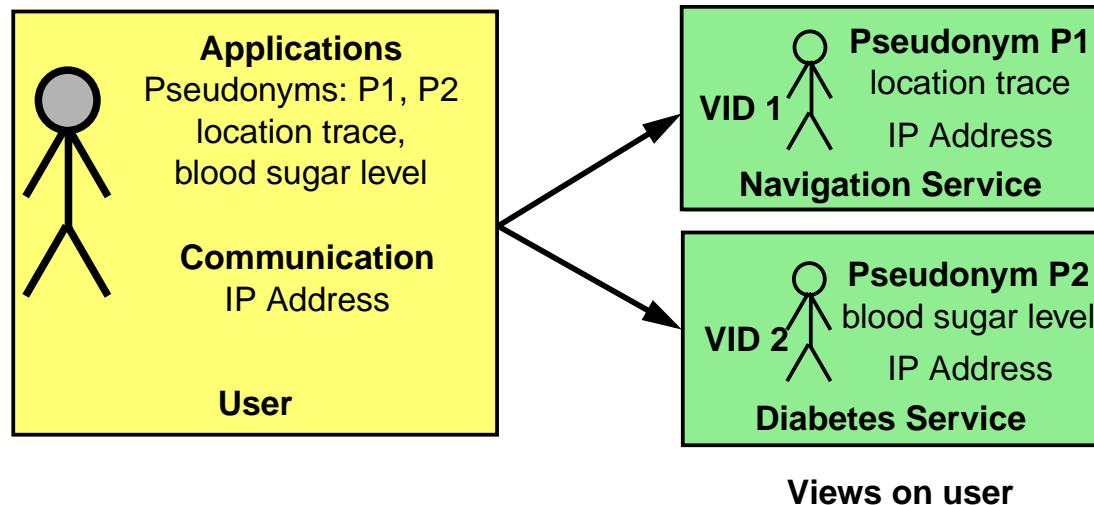 Applications
Pseudonyms: P1, P2
location trace,
blood sugar level
Communication
IP Address
User
Pseudonym P1
location trace
VID 1
IP Address
Navigation Service
Pseudonym P2
blood sugar level
VID 2
IP Address
Diabetes Service
Views on user